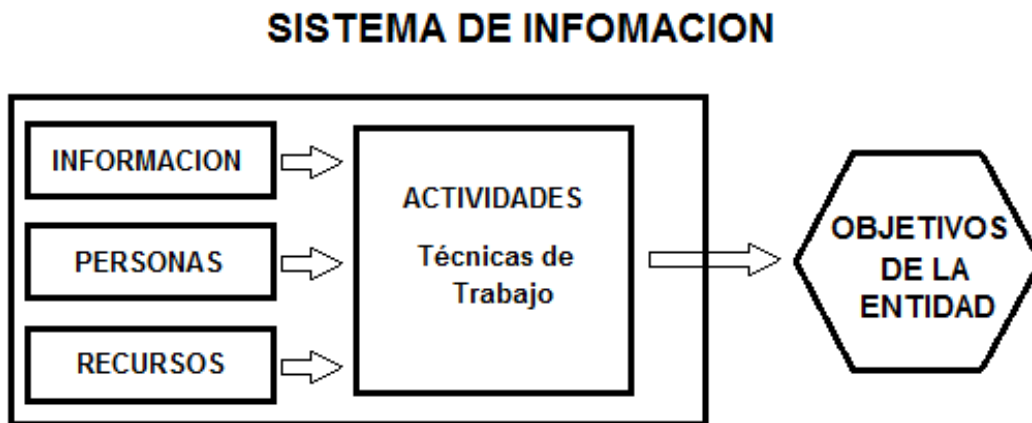 SISTEMA DE INFOMACION
INFORMACION
PERSONAS
RECURSOS
ACTIVIDADES
Técnicas de
Trabajo
OBJETIVOS
DE LA
ENTIDAD